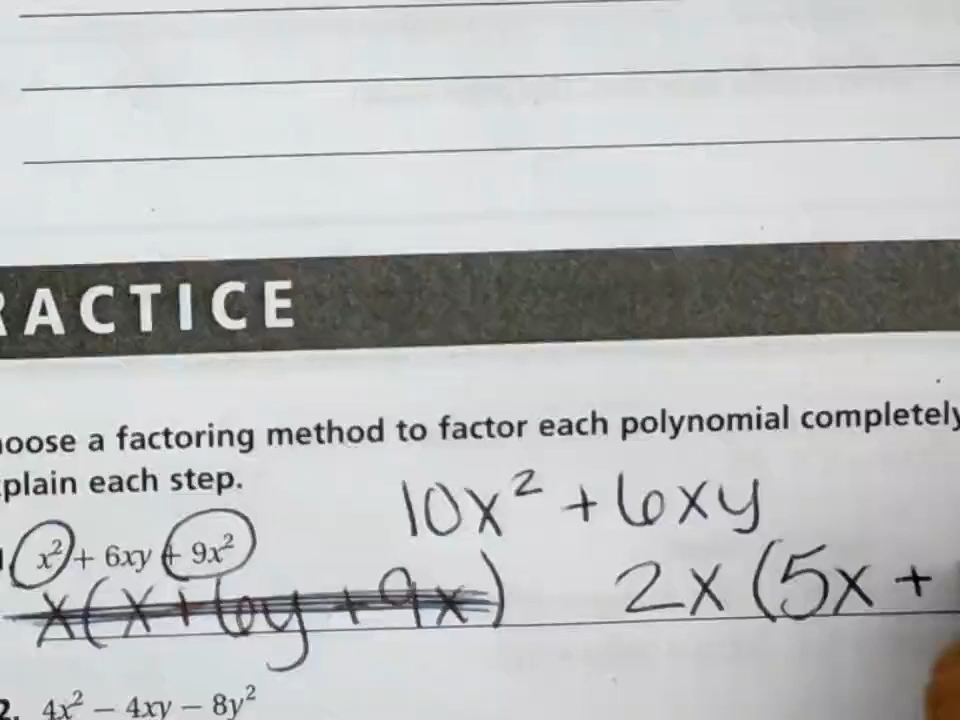 RACTICE
hoose a factoring method to factor each polynomial completely
plain each step.
10x² + 6xy
x² + 6xy + 9x²
x(x + 6y + 9x)
2x (5x +
2. 4x² – 4xy – 8y²